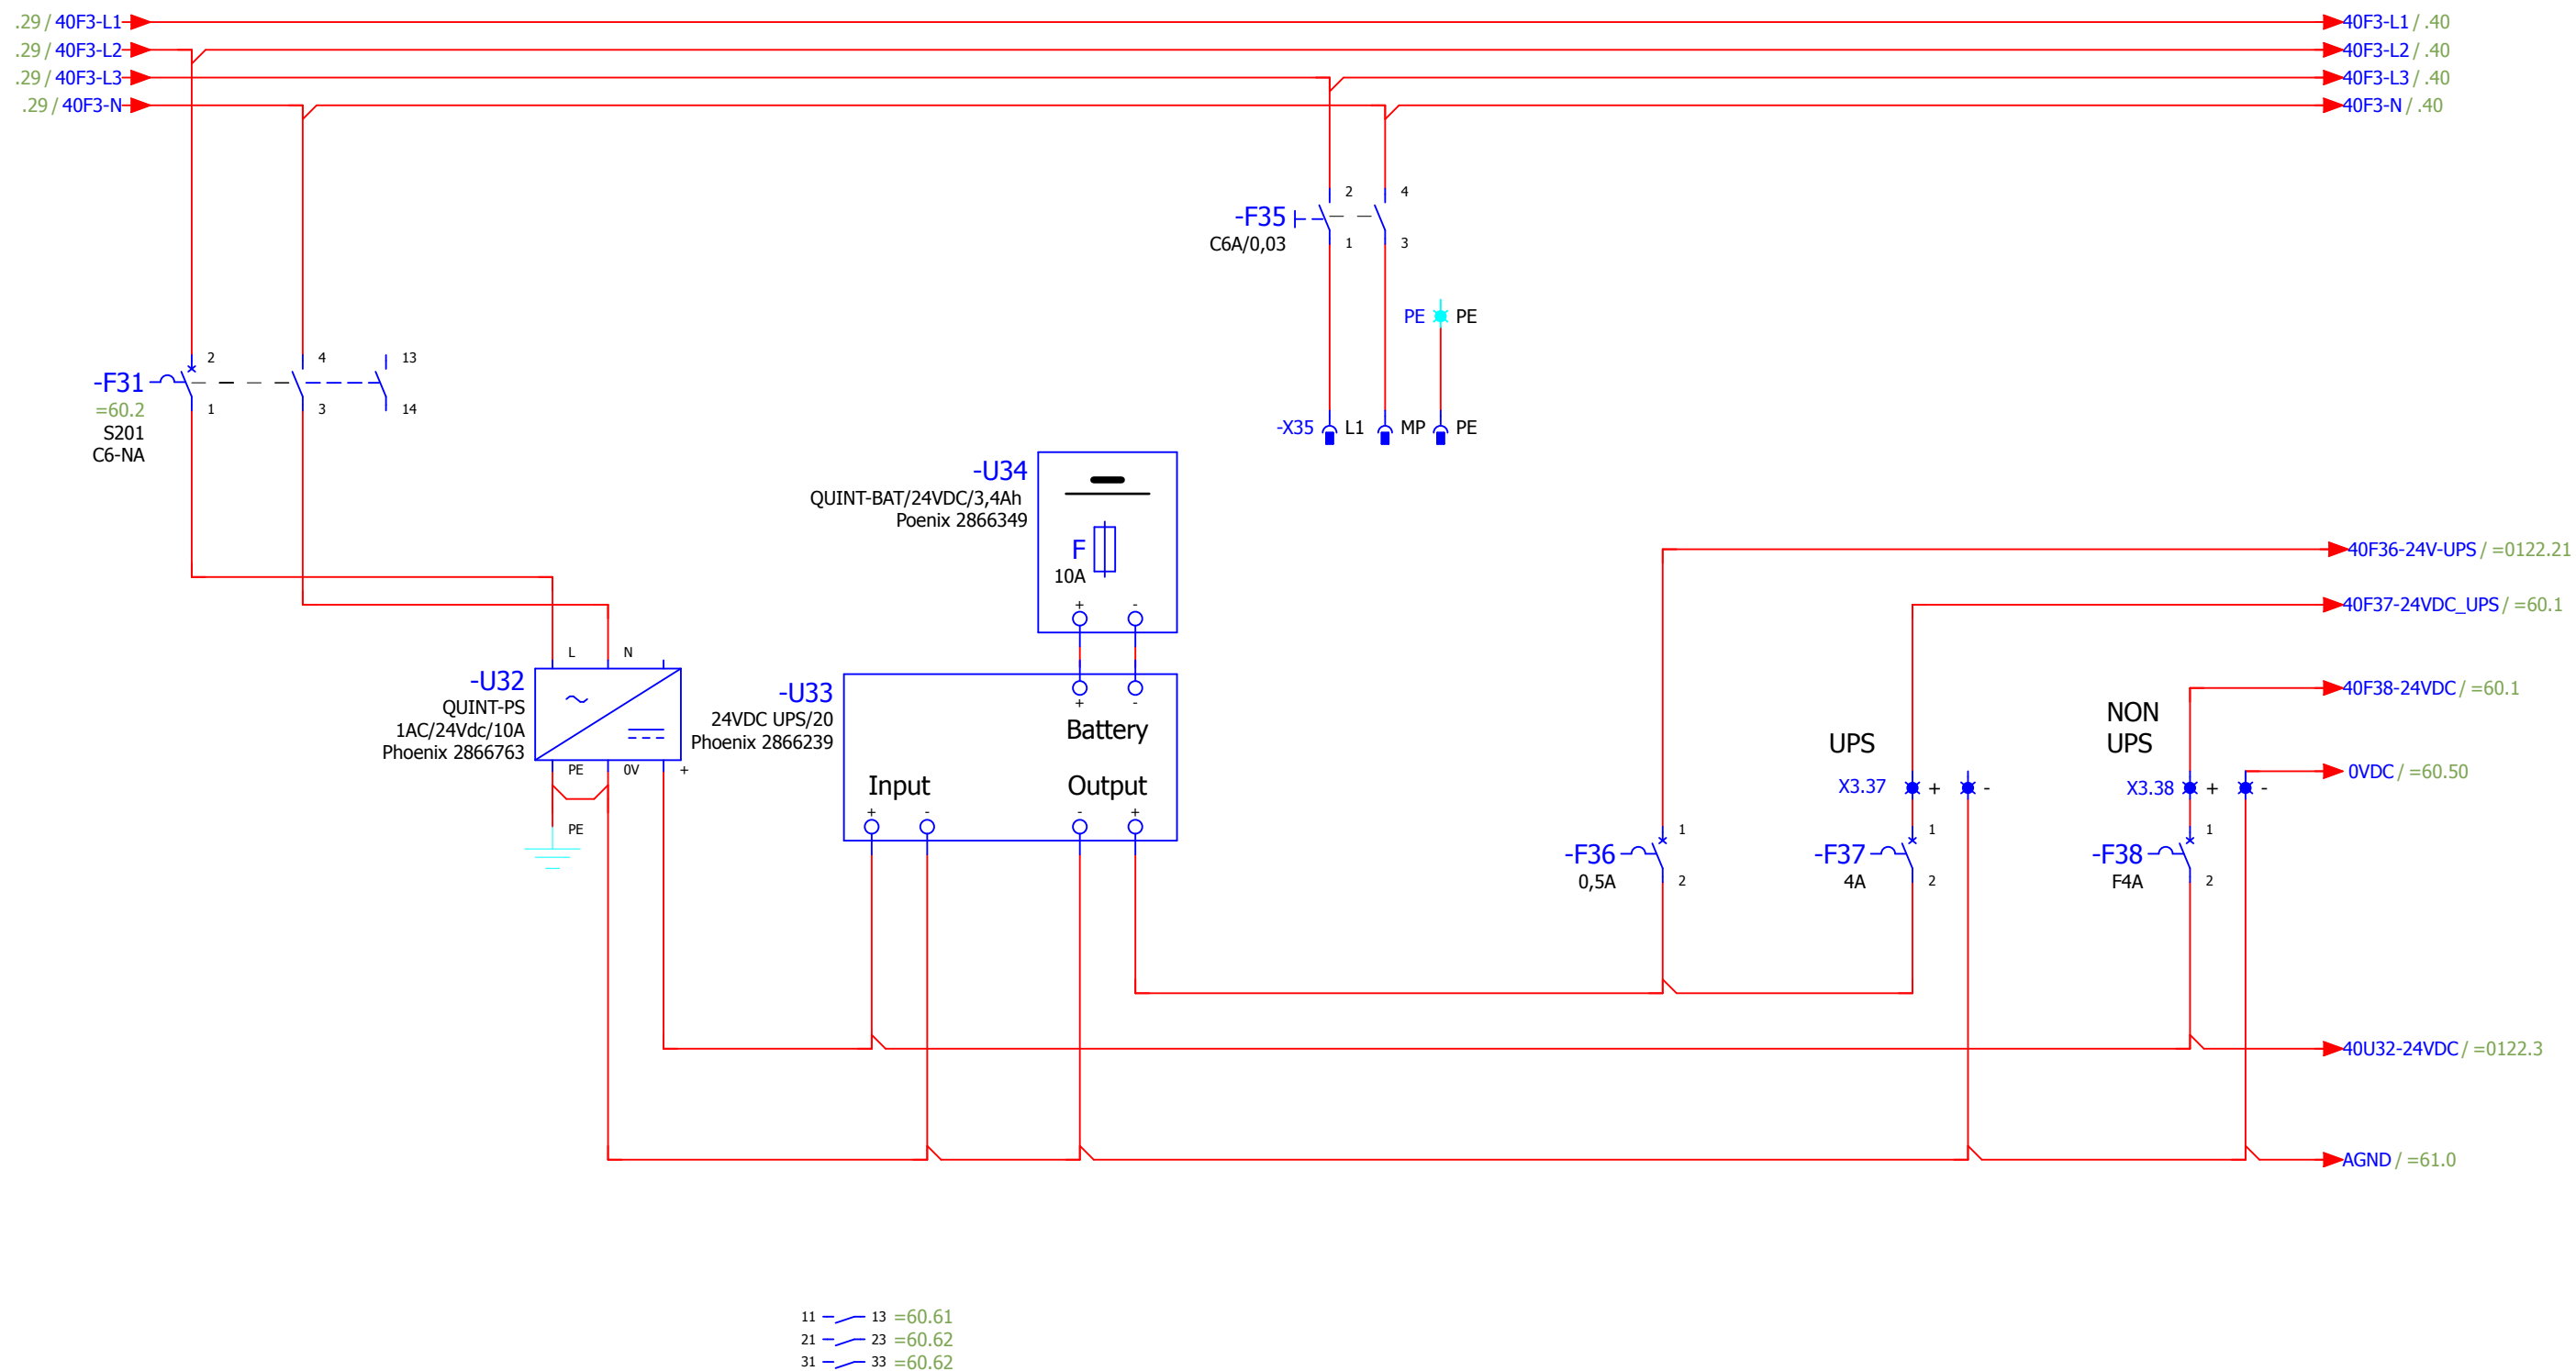 .29 / 40F3-L1
40F3-L1 / .40
.29 / 40F3-L2
40F3-L2 / .40
.29 / 40F3-L3
40F3-L3 / .40
.29 / 40F3-N
40F3-N / .40
2
4
-F35
C6A/0,03
1
3
PE
PE
2
4
13
-F31
=60.2
S201
C6-NA
1
3
14
-X35
L1
MP
PE
-U34
QUINT-BAT/24VDC/3,4Ah
Poenix 2866349
F
10A
+
-
40F36-24V-UPS / =0122.21
40F37-24VDC_UPS / =60.1
L
N
-U32
QUINT-PS
1AC/24Vdc/10A
Phoenix 2866763
PE
0V
+
PE
-U33
24VDC UPS/20
Phoenix 2866239
+
-
Battery
Input
Output
+
-
-
+
40F38-24VDC / =60.1
NON
UPS
UPS
0VDC / =60.50
X3.37
+
-
X3.38
+
-
1
-F36
0,5A
2
1
-F37
4A
2
1
-F38
F4A
2
40U32-24VDC / =0122.3
AGND / =61.0
11
13 =60.61
21
23 =60.62
31
33 =60.62